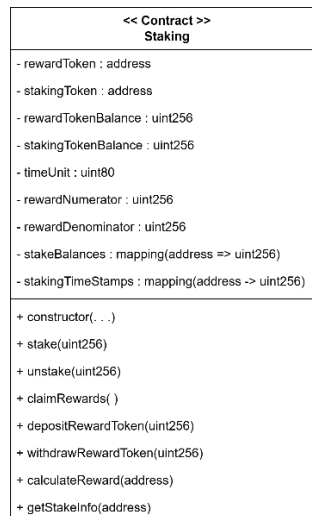 << Contract >>
Staking
- rewardToken : address
- stakingToken : address
- rewardTokenBalance : uint256
- stakingTokenBalance : uint256
- timeUnit : uint80
- rewardNumerator : uint256
- rewardDenominator : uint256
- stakeBalances : mapping(address => uint256)
- stakingTimeStamps : mapping(address -> uint256)
+ constructor(. . .)
+ stake(uint256)
+ unstake(uint256)
+ claimRewards( )
+ depositRewardToken(uint256)
+ withdrawRewardToken(uint256)
+ calculateReward(address)
+ getStakeInfo(address)